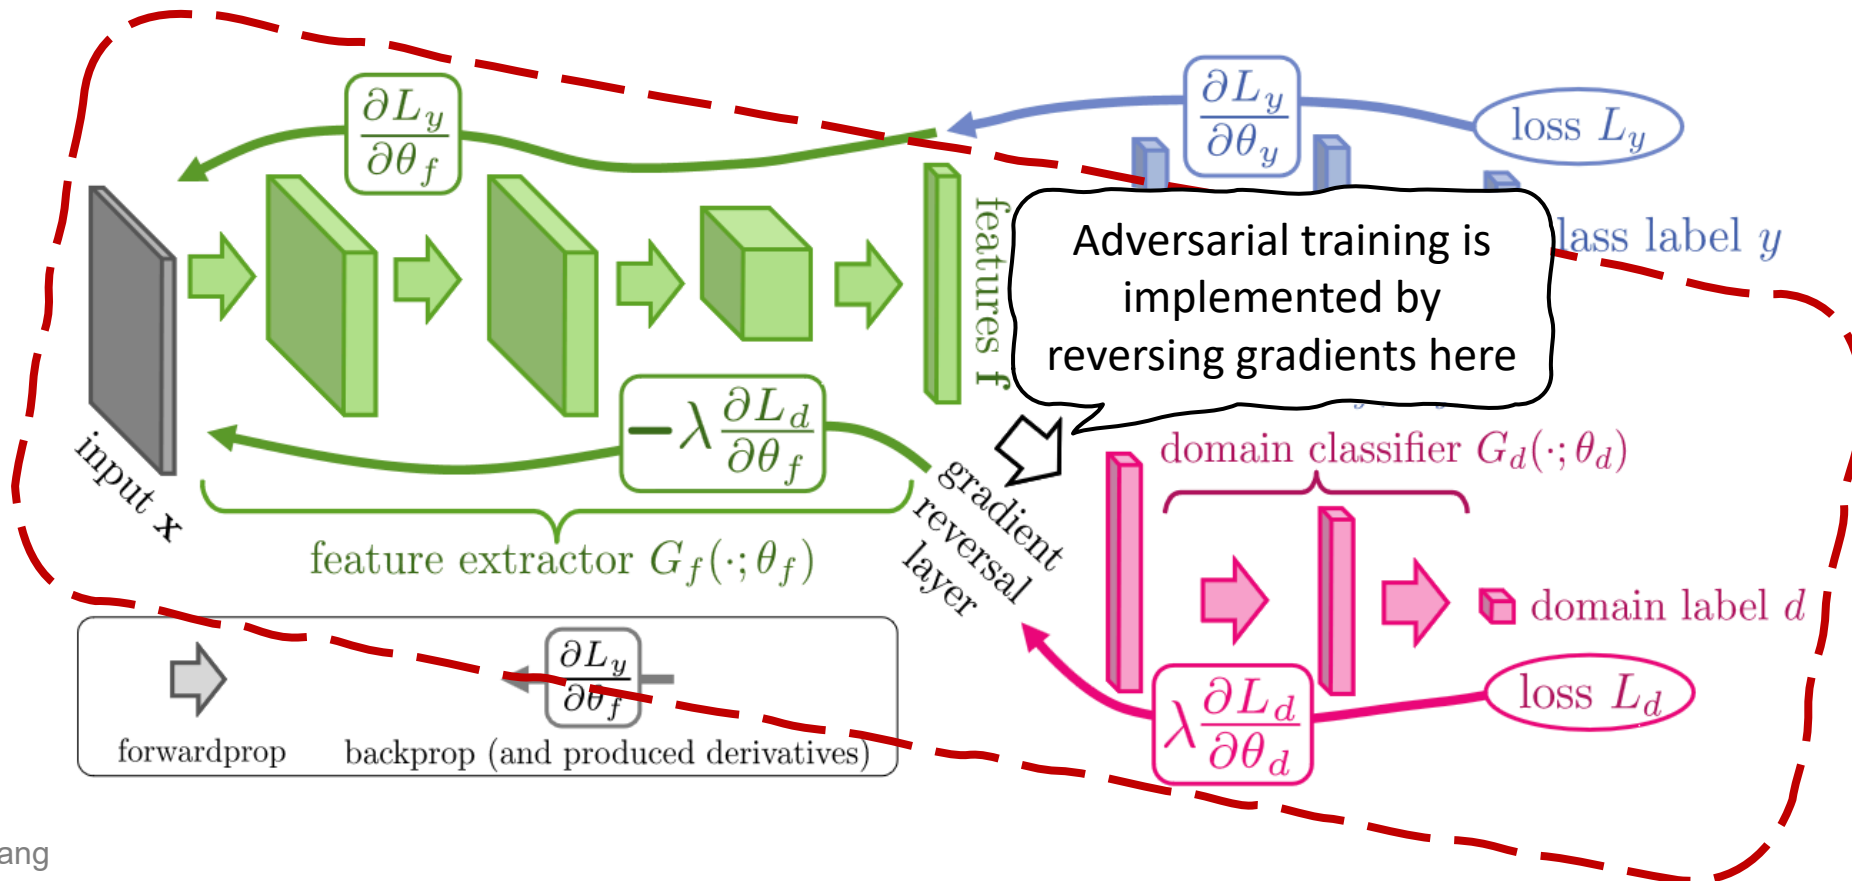 ∂L_y/∂θ_f
∂L_y/∂θ_y
loss L_y
features f
Adversarial training is
implemented by
reversing gradients here
lass label y
input x
−λ ∂L_d/∂θ_f
feature extractor G_f(·; θ_f)
gradient
reversal
layer
domain classifier G_d(·; θ_d)
domain label d
loss L_d
λ ∂L_d/∂θ_d
∂L_y/∂θ_f
forwardprop
backprop (and produced derivatives)
ang